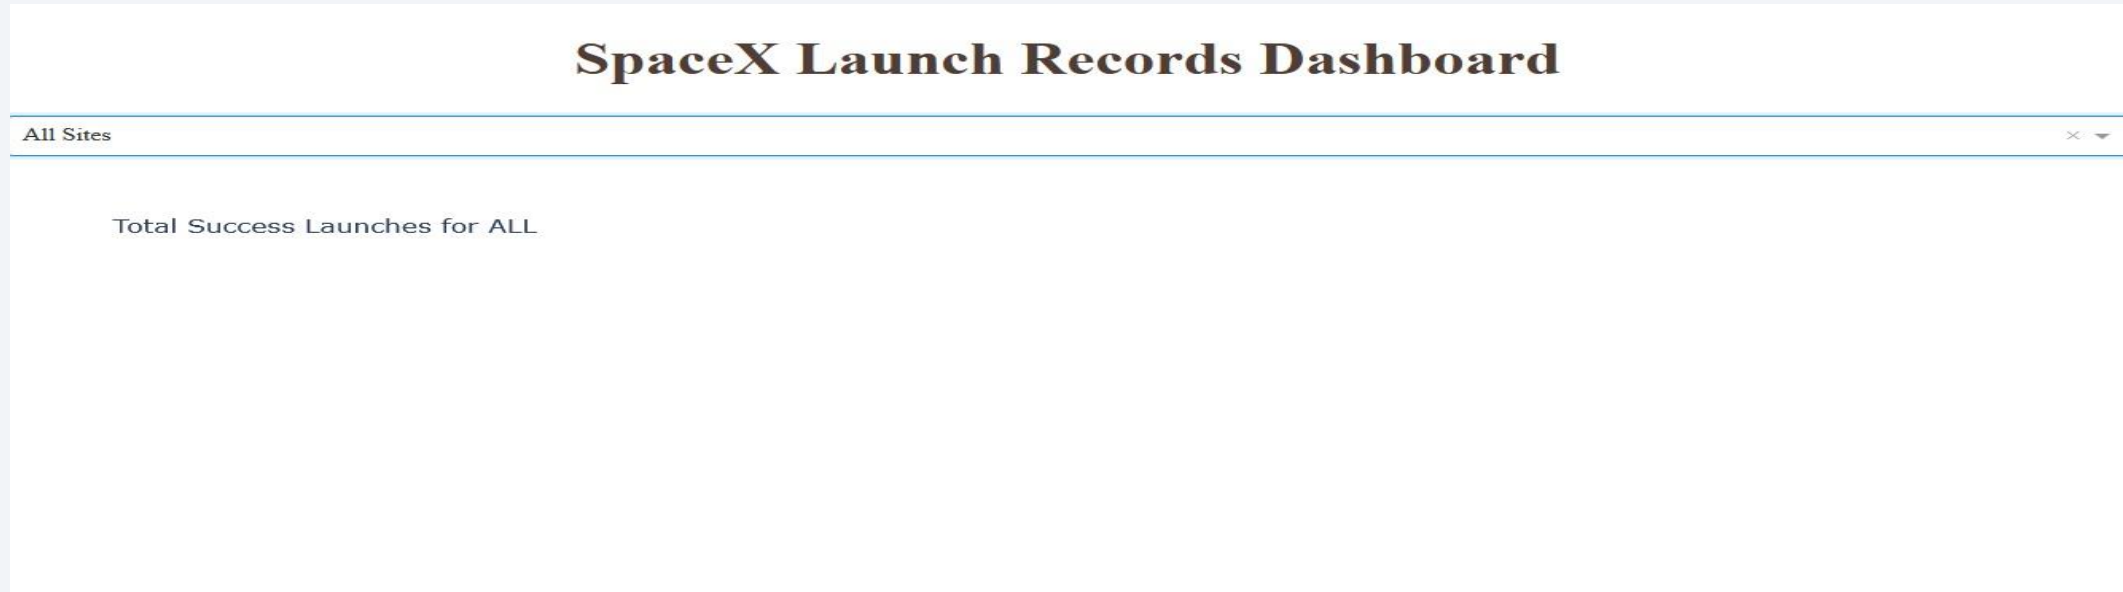 SpaceX Launch Records Dashboard
All Sites
Total Success Launches for ALL